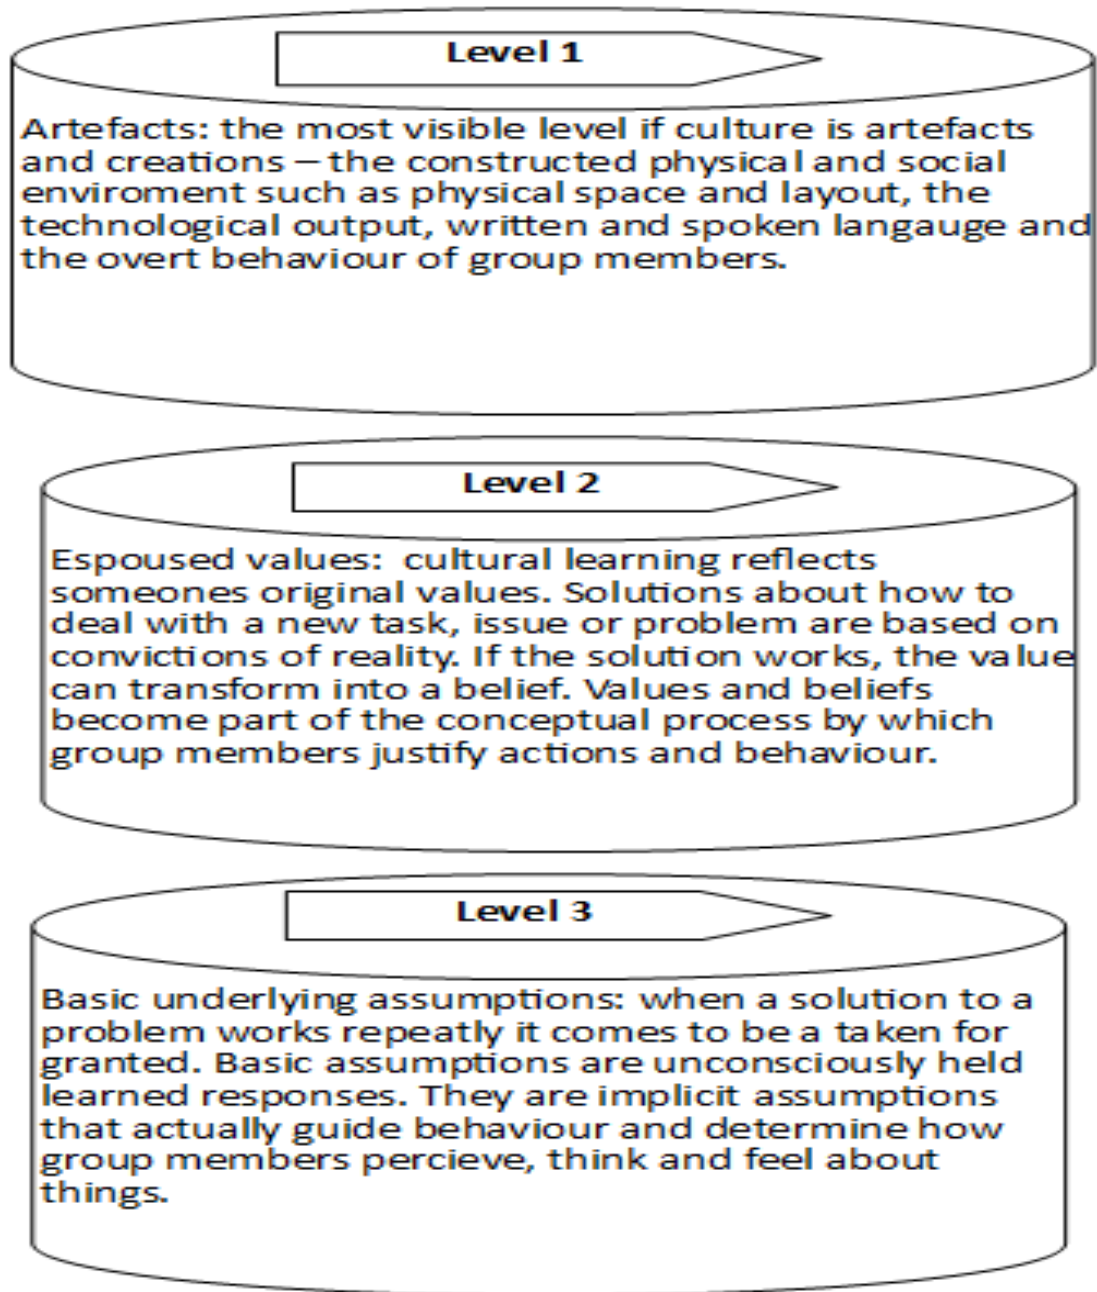 Level 1
Artefacts: the most visible level if culture is artefacts
and creations – the constructed physical and social
enviroment such as physical space and layout, the
technological output, written and spoken langauge and
the overt behaviour of group members.
Level 2
Espoused values:  cultural learning reflects
someones original values. Solutions about how to
deal with a new task, issue or problem are based on
convictions of reality. If the solution works, the value
can transform into a belief. Values and beliefs
become part of the conceptual process by which
group members justify actions and behaviour.
Level 3
Basic underlying assumptions: when a solution to a
problem works repeatly it comes to be a taken for
granted. Basic assumptions are unconsciously held
learned responses. They are implicit assumptions
that actually guide behaviour and determine how
group members percieve, think and feel about
things.